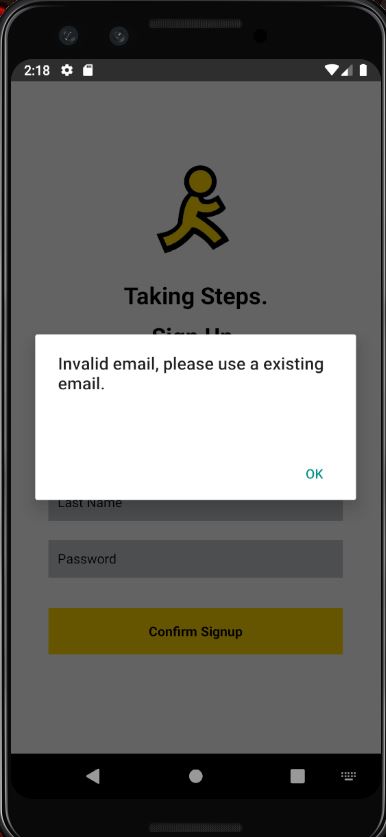 2:18
Taking Steps.
Sign Up
Invalid email, please use a existing
email.
OK
Last Name
Password
Confirm Signup